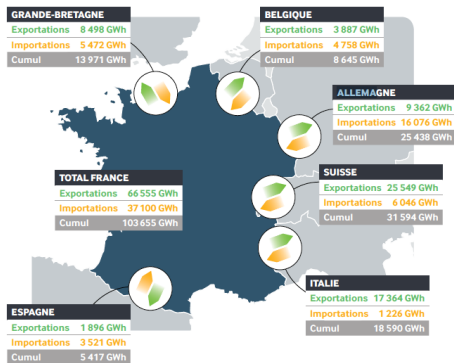 GRANDE-BRETAGNE
Exportations 8 498 GWh
Importations 5 472 GWh
Cumul 13 971 GWh
BELGIQUE
Exportations 3 887 GWh
Importations 4 758 GWh
Cumul 8 645 GWh
ALLEMAGNE
Exportations 9 362 GWh
Importations 16 076 GWh
Cumul 25 438 GWh
TOTAL FRANCE
Exportations 66 555 GWh
Importations 37 100 GWh
Cumul 103 655 GWh
SUISSE
Exportations 25 549 GWh
Importations 6 046 GWh
Cumul 31 594 GWh
ITALIE
Exportations 17 364 GWh
Importations 1 226 GWh
Cumul 18 590 GWh
ESPAGNE
Exportations 1 896 GWh
Importations 3 521 GWh
Cumul 5 417 GWh